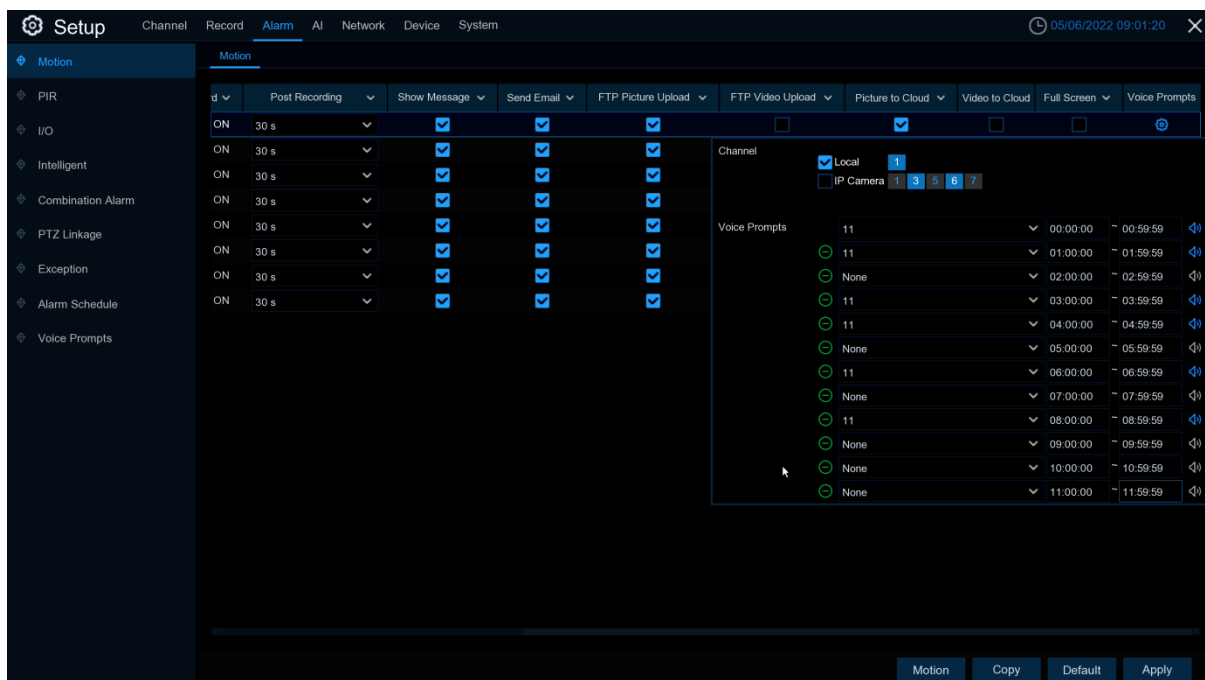 Setup Channel Record Alarm AI Network Device System 05/06/2022 09:01:20
Motion
PIR
I/O
Intelligent
Combination Alarm
PTZ Linkage
Exception
Alarm Schedule
Voice Prompts
Motion
Post Recording Show Message Send Email FTP Picture Upload FTP Video Upload Picture to Cloud Video to Cloud Full Screen Voice Prompts
ON 30 s
ON 30 s
ON 30 s
ON 30 s
ON 30 s
ON 30 s
ON 30 s
ON 30 s
Channel
Local 1
IP Camera 1 3 5 6 7
Voice Prompts 11 00:00:00 ~ 00:59:59
11 01:00:00 ~ 01:59:59
None 02:00:00 ~ 02:59:59
11 03:00:00 ~ 03:59:59
11 04:00:00 ~ 04:59:59
None 05:00:00 ~ 05:59:59
11 06:00:00 ~ 06:59:59
None 07:00:00 ~ 07:59:59
11 08:00:00 ~ 08:59:59
None 09:00:00 ~ 09:59:59
None 10:00:00 ~ 10:59:59
None 11:00:00 ~ 11:59:59
Motion Copy Default Apply